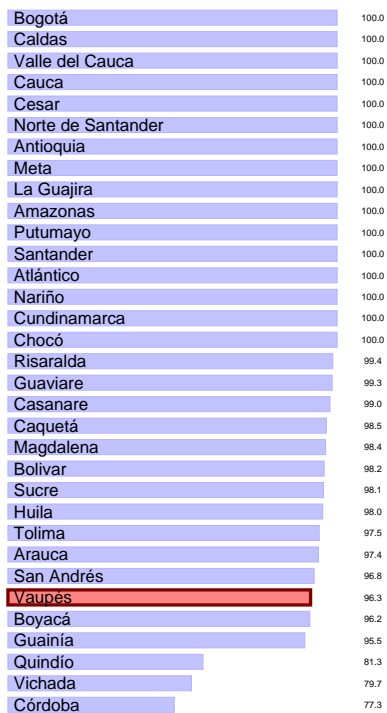 Bogotá 100.0
Caldas 100.0
Valle del Cauca 100.0
Cauca 100.0
Cesar 100.0
Norte de Santander 100.0
Antioquia 100.0
Meta 100.0
La Guajira 100.0
Amazonas 100.0
Putumayo 100.0
Santander 100.0
Atlántico 100.0
Nariño 100.0
Cundinamarca 100.0
Chocó 100.0
Risaralda 99.4
Guaviare 99.3
Casanare 99.0
Caquetá 98.5
Magdalena 98.4
Bolivar 98.2
Sucre 98.1
Huila 98.0
Tolima 97.5
Arauca 97.4
San Andrés 96.8
Vaupés 96.3
Boyacá 96.2
Guainía 95.5
Quindío 81.3
Vichada 79.7
Córdoba 77.3